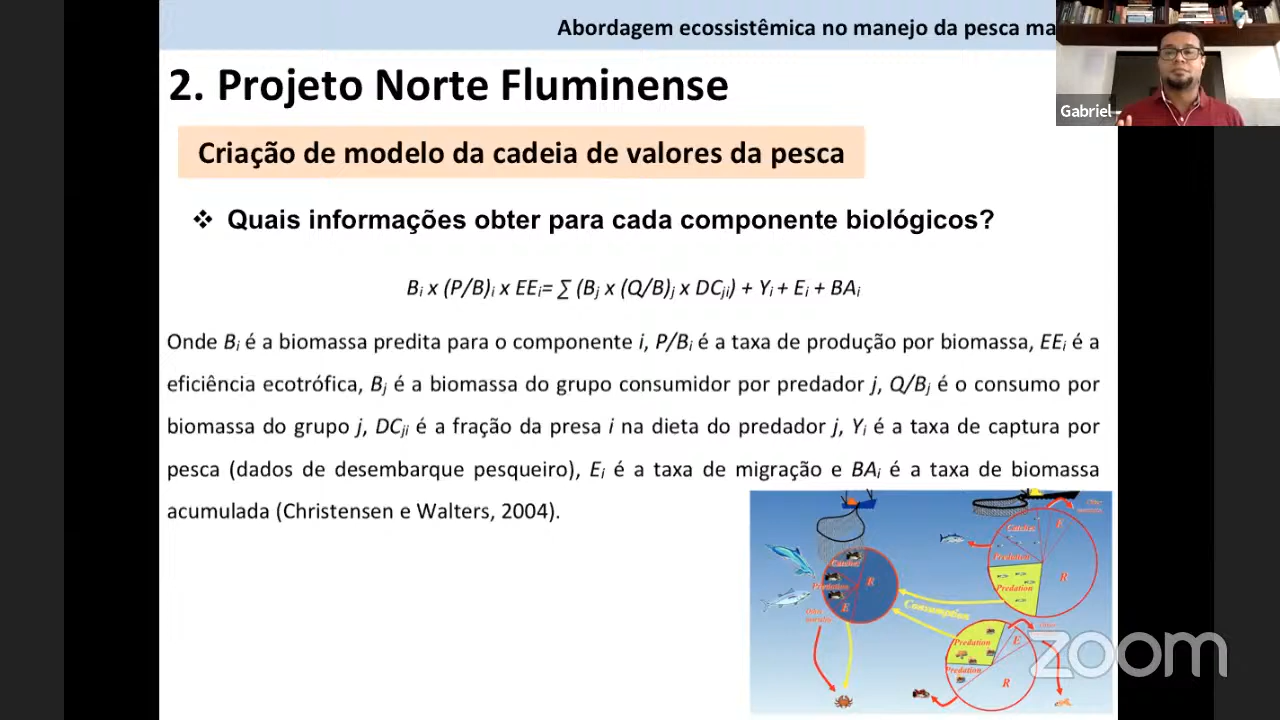 Abordagem ecossistêmica no manejo da pesca ma
2. Projeto Norte Fluminense
Gabriel
Criação de modelo da cadeia de valores da pesca
❖ Quais informações obter para cada componente biológicos?
Bi x (P/B)i x EEi= ∑ (Bj x (Q/B)j x DCji) + Yi + Ei + BAi
Onde Bi é a biomassa predita para o componente i, P/Bi é a taxa de produção por biomassa, EEi é a
eficiência ecotrófica, Bj é a biomassa do grupo consumidor por predador j, Q/Bj é o consumo por
biomassa do grupo j, DCji é a fração da presa i na dieta do predador j, Yi é a taxa de captura por
pesca (dados de desembarque pesqueiro), Ei é a taxa de migração e BAi é a taxa de biomassa
acumulada (Christensen e Walters, 2004).
Catches
E
Predation
R
Predation
Catches
Predation
R
E
Consumption
Predation
E
Predation
R
zoom